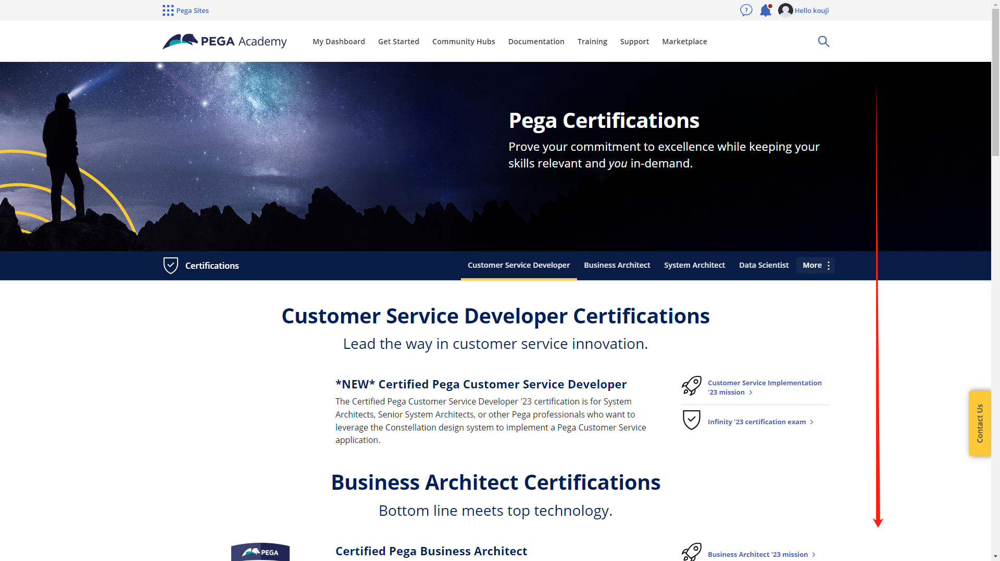 Pega Sites
Hello kouji
PEGA Academy
My Dashboard
Get Started
Community Hubs
Documentation
Training
Support
Marketplace
Pega Certifications
Prove your commitment to excellence while keeping your
skills relevant and you in-demand.
Certifications
Customer Service Developer
Business Architect
System Architect
Data Scientist
More
Customer Service Developer Certifications
Lead the way in customer service innovation.
*NEW* Certified Pega Customer Service Developer
The Certified Pega Customer Service Developer '23 certification is for System
Architects, Senior System Architects, or other Pega professionals who want to
leverage the Constellation design system to implement a Pega Customer Service
application.
Customer Service Implementation
'23 mission
Infinity '23 certification exam
Contact Us
Business Architect Certifications
Bottom line meets top technology.
PEGA
Certified Pega Business Architect
Business Architect '23 mission